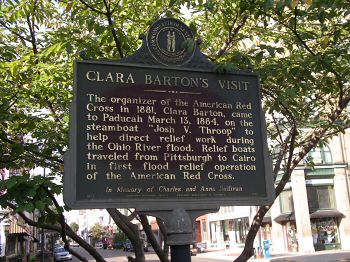 CLARA BARTON'S VISIT
The organizer of the American Red
Cross in 1881, Clara Barton, came
to Paducah March 15, 1884, on the
steamboat "Josh V. Throop" to
help direct relief work during
the Ohio River flood. Relief boats
traveled from Pittsburgh to Cairo
in first flood relief operation
of the American Red Cross.
In Memory of Charles and Anna Sullivan